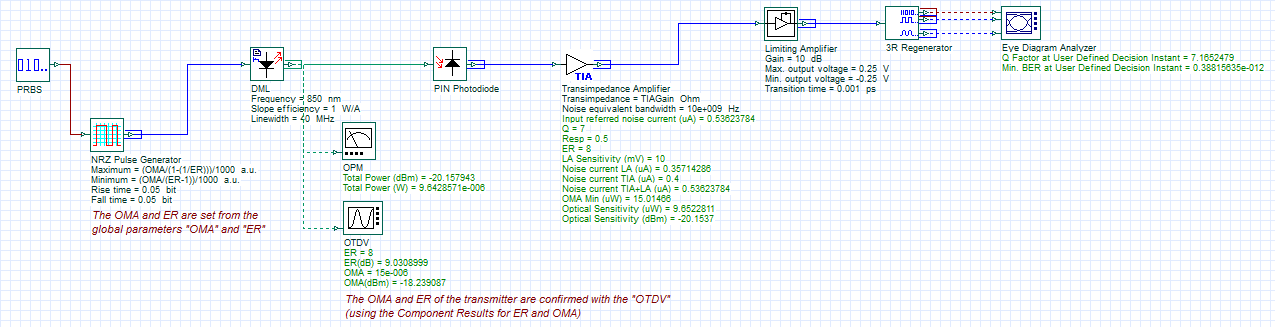 010..
PRBS
NRZ Pulse Generator
Maximum = (OMA/(1-(1/ER)))/1000 a.u.
Minimum = (OMA/(ER-1))/1000 a.u.
Rise time = 0.05 bit
Fall time = 0.05 bit
The OMA and ER are set from the
global parameters "OMA" and "ER"
DML
Frequency = 850 nm
Slope efficiency = 1 W/A
Linewidth = 40 MHz
OPM
Total Power (dBm) = -20.157943
Total Power (W) = 9.6428571e-006
OTDV
ER = 8
ER(dB) = 9.0308999
OMA = 15e-006
OMA(dBm) = -18.239087
The OMA and ER of the transmitter are confirmed with the "OTDV"
(using the Component Results for ER and OMA)
PIN Photodiode
TIA
Transimpedance Amplifier
Transimpedance = TIAGain Ohm
Noise equivalent bandwidth = 10e+009 Hz
Input referred noise current (uA) = 0.53623784
Q = 7
Resp = 0.5
ER = 8
LA Sensitivity (mV) = 10
Noise current LA (uA) = 0.35714286
Noise current TIA (uA) = 0.4
Noise current TIA+LA (uA) = 0.53623784
OMA Min (uW) = 15.01466
Optical Sensitivity (uW) = 9.6522811
Optical Sensitivity (dBm) = -20.1537
Limiting Amplifier
Gain = 10 dB
Max. output voltage = 0.25 V
Min. output voltage = -0.25 V
Transition time = 0.001 ps
3R Regenerator
Eye Diagram Analyzer
Q Factor at User Defined Decision Instant = 7.1652479
Min. BER at User Defined Decision Instant = 0.38815635e-012